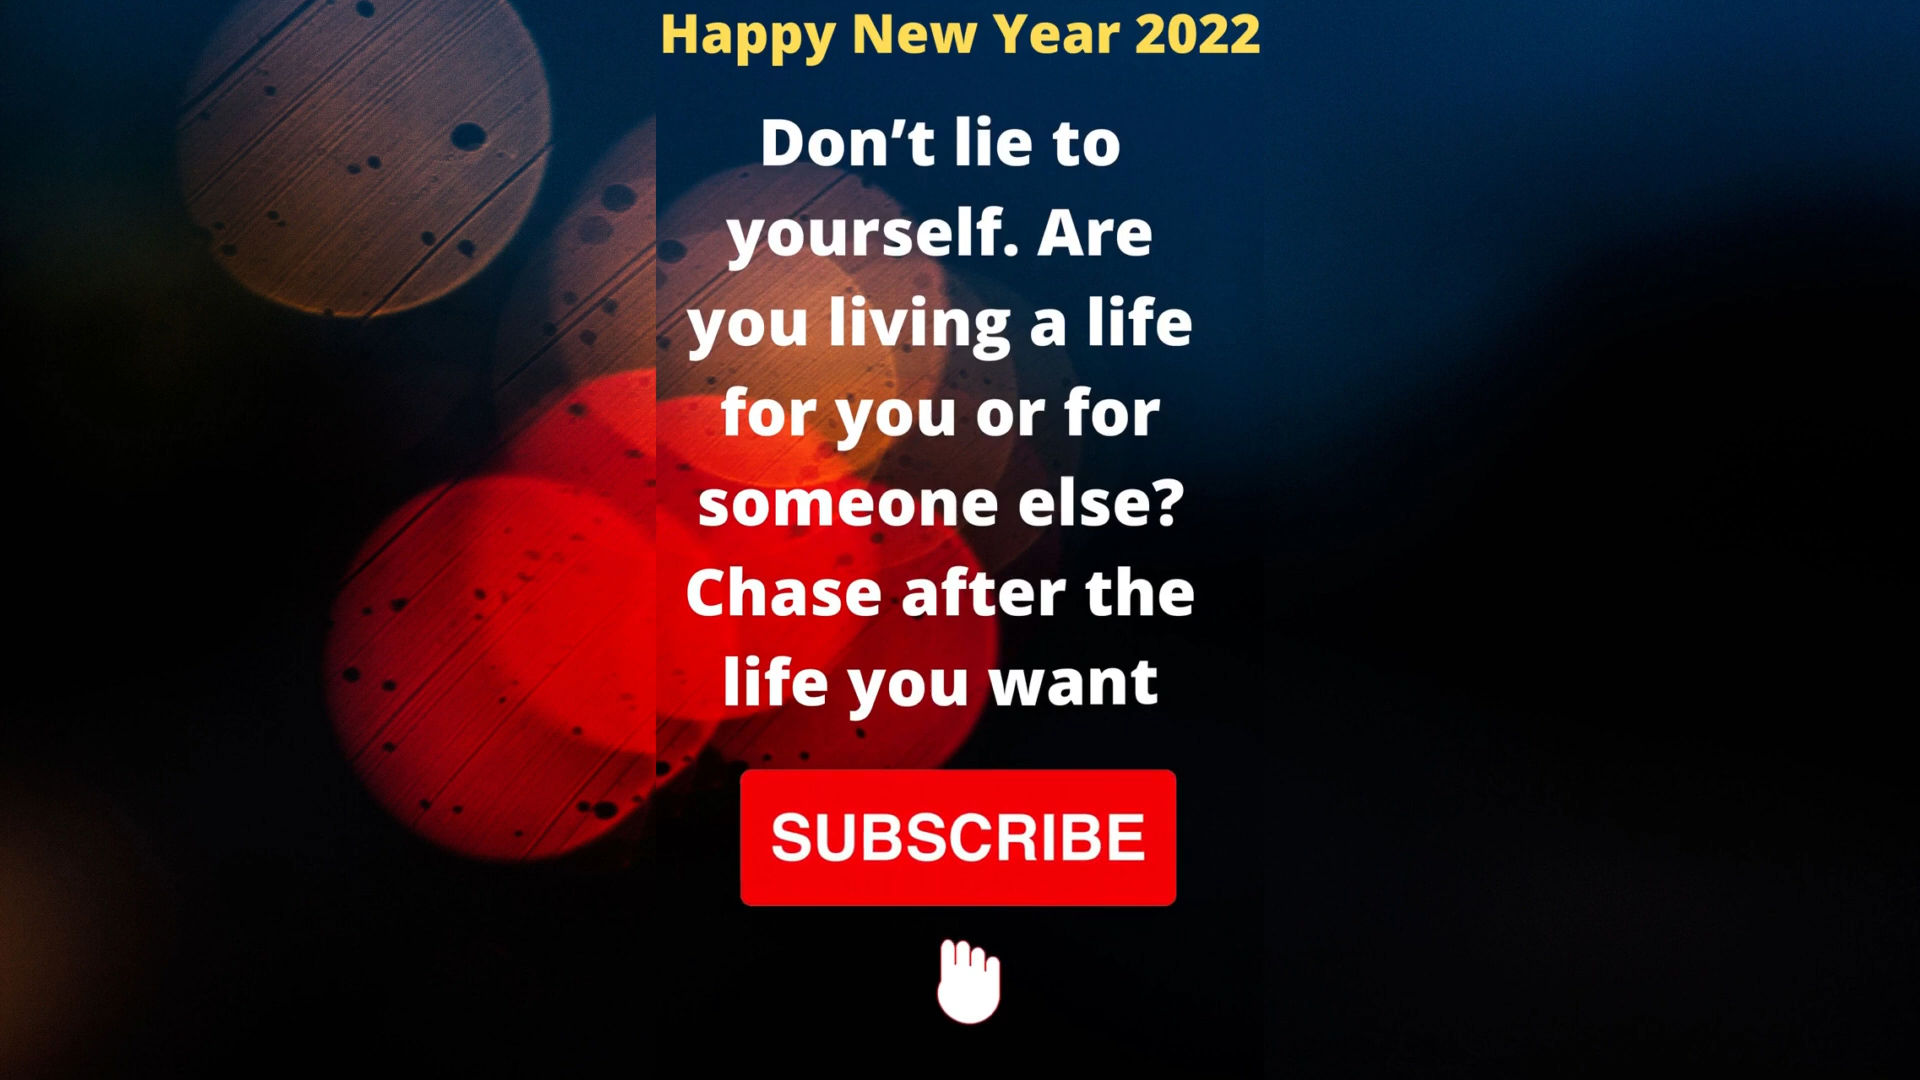 Happy New Year 2022
Don’t lie to
yourself. Are
you living a life
for you or for
someone else?
Chase after the
life you want
SUBSCRIBE